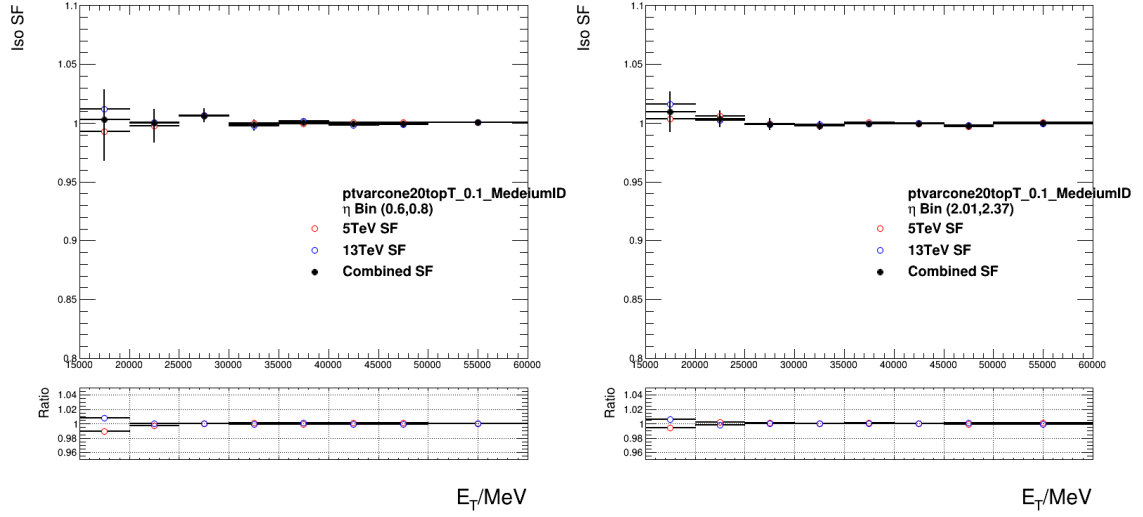 Iso SF
1.1
1.05
1
0.95
0.9
0.85
0.8
ptvarcone20topT_0.1_MedeiumID
η Bin (0.6,0.8)
5TeV SF
13TeV SF
Combined SF
15000 20000 25000 30000 35000 40000 45000 50000 55000 60000
Ratio
1.04
1.02
1
0.98
0.96
E_T/MeV
Iso SF
1.1
1.05
1
0.95
0.9
0.85
0.8
ptvarcone20topT_0.1_MedeiumID
η Bin (2.01,2.37)
5TeV SF
13TeV SF
Combined SF
15000 20000 25000 30000 35000 40000 45000 50000 55000 60000
Ratio
1.04
1.02
1
0.98
0.96
E_T/MeV